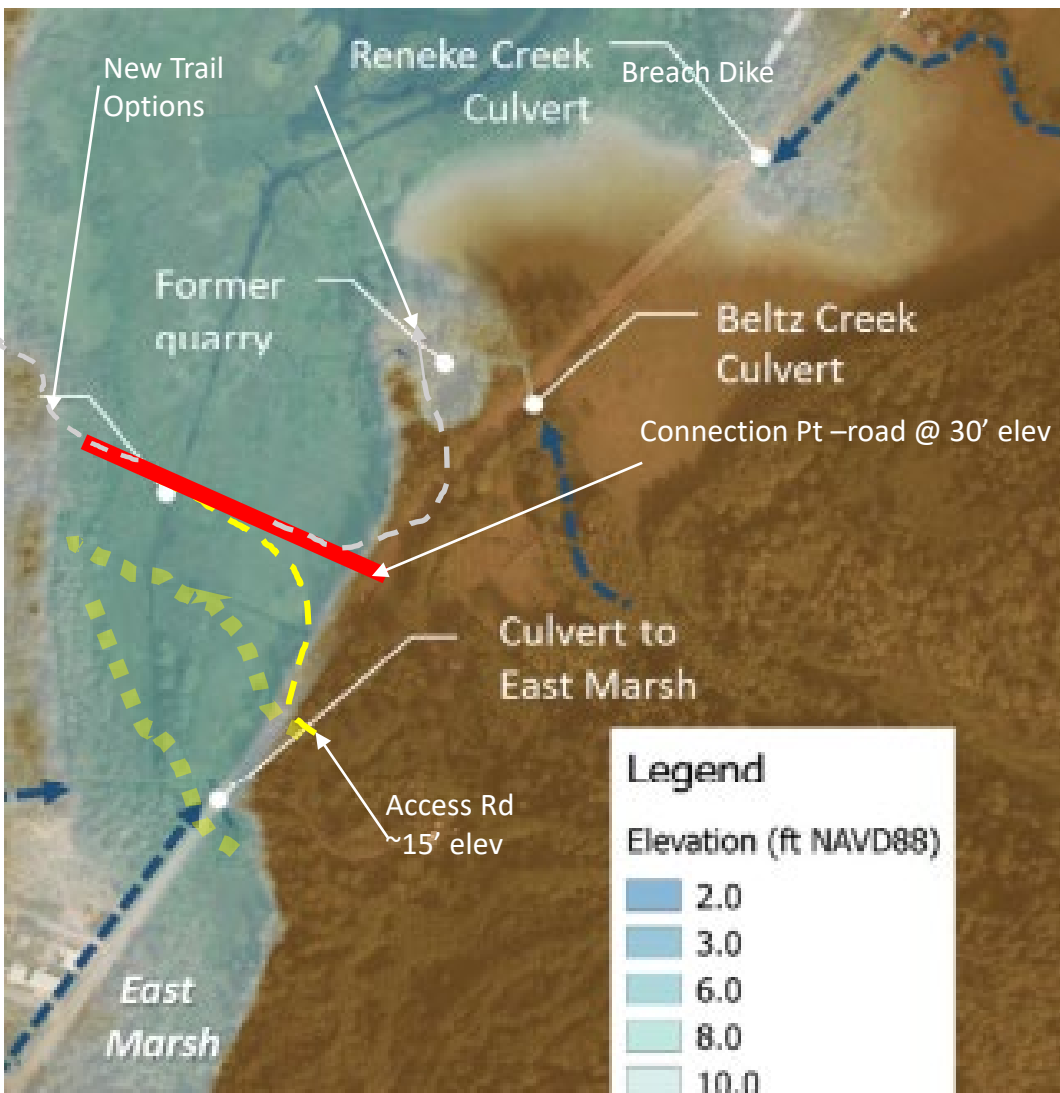 New Trail
Options
Reneke Creek
Culvert
Breach Dike
Former
quarry
Beltz Creek
Culvert
Connection Pt –road @ 30' elev
Culvert to
East Marsh
Access Rd
~15' elev
East
Marsh
Legend
Elevation (ft NAVD88)
2.0
3.0
6.0
8.0
10.0